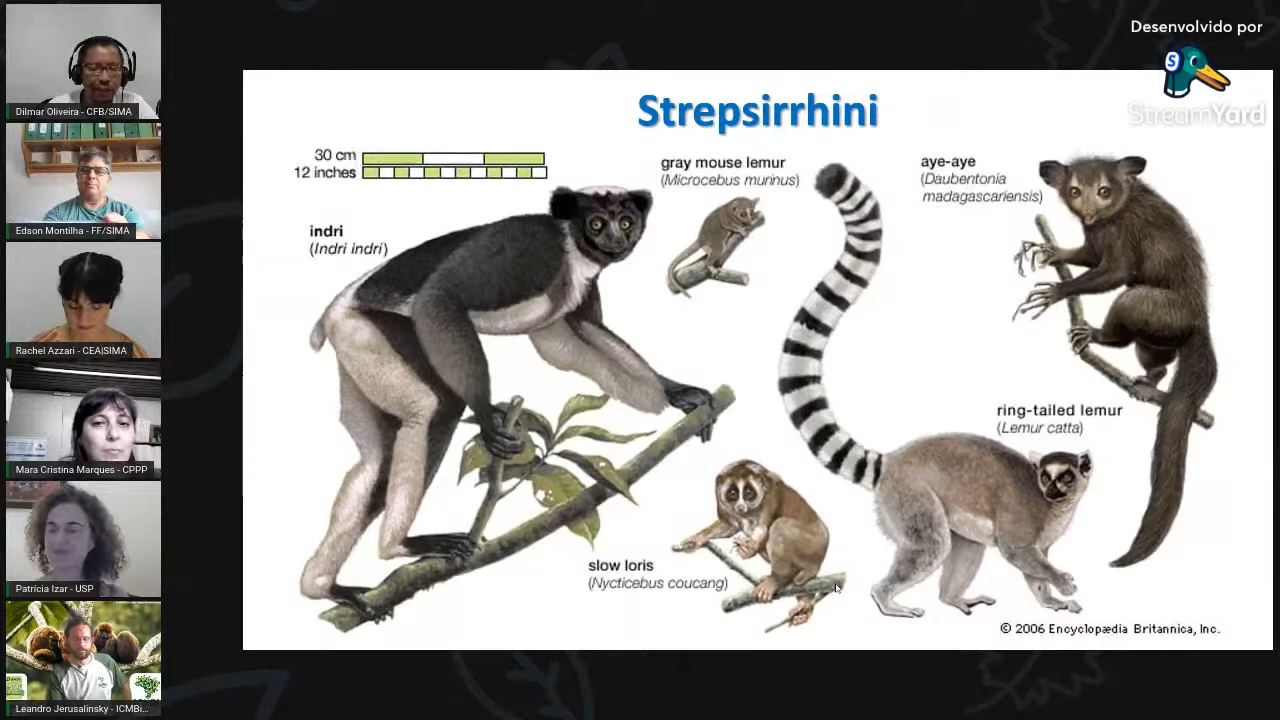 Desenvolvido por
StreamYard
Dilmar Oliveira - CFB/SIMA
Edson Montilha - FF/SIMA
Rachel Azzari - CEA|SIMA
Mara Cristina Marques - CPPP
Patrícia Izar - USP
Leandro Jerusalinsky - ICMBi...
Strepsirrhini
30 cm
12 inches
indri
(Indri indri)
gray mouse lemur
(Microcebus murinus)
aye-aye
(Daubentonia
madagascariensis)
ring-tailed lemur
(Lemur catta)
slow loris
(Nycticebus coucang)
© 2006 Encyclopædia Britannica, Inc.